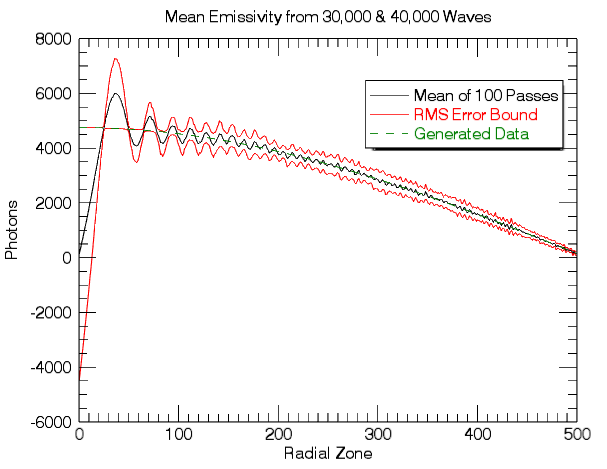 Mean Emissivity from 30,000 & 40,000 Waves
8000
6000
4000
2000
0
-2000
-4000
-6000
Photons
Mean of 100 Passes
RMS Error Bound
Generated Data
0
100
200
300
400
500
Radial Zone